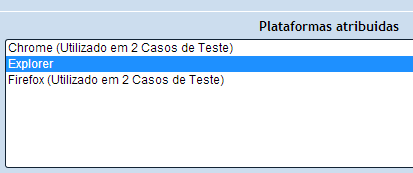 Plataformas atribuidas
Chrome (Utilizado em 2 Casos de Teste)
Explorer
Firefox (Utilizado em 2 Casos de Teste)